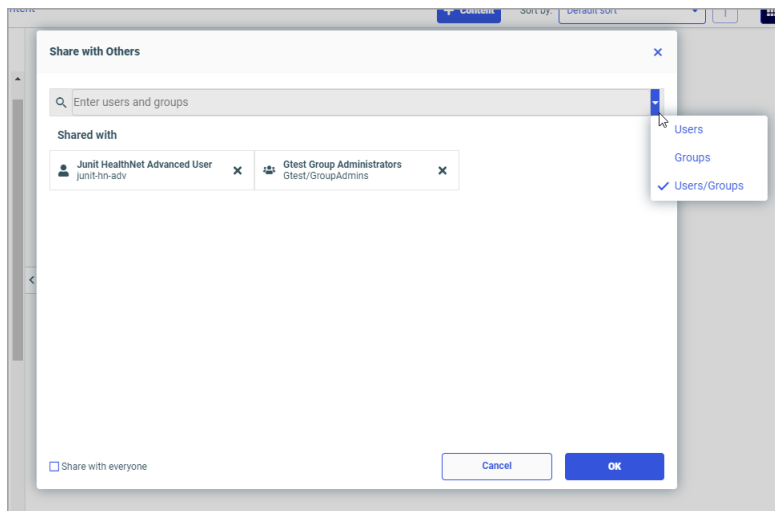 + Content
Sort by:
Default sort
Share with Others
Enter users and groups
Users
Groups
Users/Groups
Shared with
Junit HealthNet Advanced User
junit-hn-adv
Gtest Group Administrators
Gtest/GroupAdmins
Share with everyone
Cancel
OK